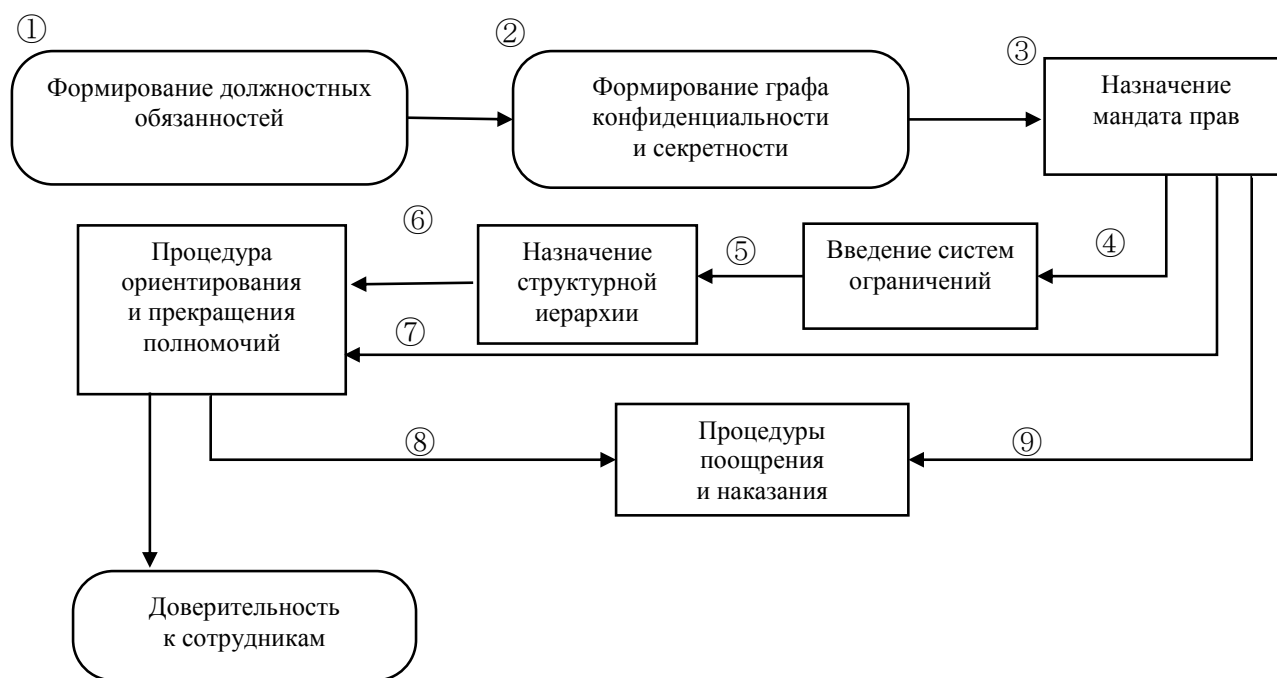 ①
Формирование должностных
обязанностей
②
Формирование графа
конфиденциальности
и секретности
③
Назначение
мандата прав
④
Введение систем
ограничений
⑤
Назначение
структурной
иерархии
⑥
Процедура
ориентирования
и прекращения
полномочий
⑦
⑧
Процедуры
поощрения
и наказания
⑨
Доверительность
к сотрудникам